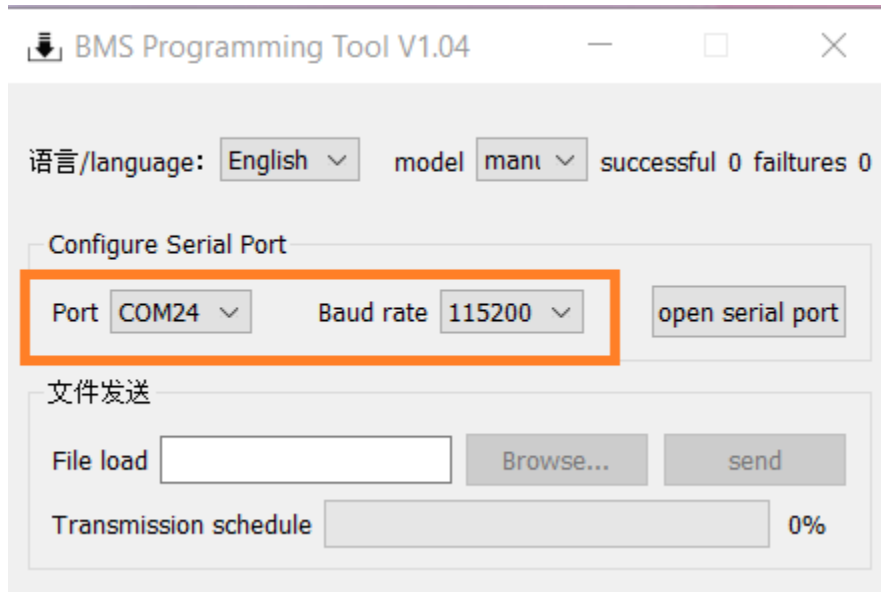 BMS Programming Tool V1.04
语言/language: English model manu successful 0 failtures 0
Configure Serial Port
Port COM24 Baud rate 115200 open serial port
文件发送
File load Browse... send
Transmission schedule 0%